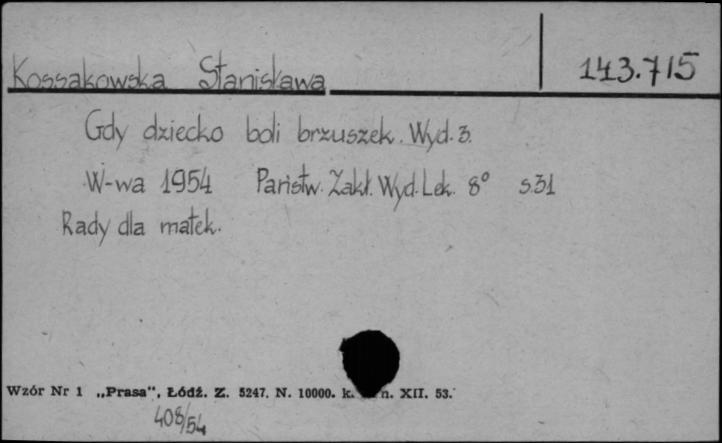 Kossakowska Stanisława 143.715
Gdy dziecko boli brzuszek. Wyd. 3.
W-wa 1954 Państw. Zakł. Wyd. Lek. 8° s.31
Rady dla matek.
Wzór Nr 1 „Prasa", Łódź. Z. 5247. N. 10000. k. n. XII. 53.
408/54